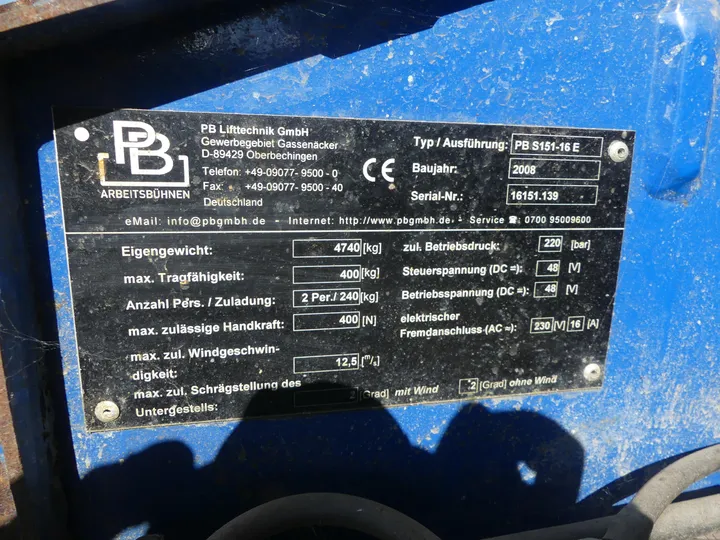 PB
ARBEITSBÜHNEN
PB Lifttechnik GmbH
Gewerbegebiet Gassenäcker
D-89429 Oberbechingen
Telefon: +49-09077- 9500 - 0
Fax: +49-09077- 9500 - 40
Deutschland
CE
Typ / Ausführung: PB S151-16 E
Baujahr: 2008
Serial-Nr.: 16151.139
eMail: info@pbgmbh.de - Internet: http://www.pbgmbh.de - Service ☎: 0700 95009600
Eigengewicht: 4740 [kg]
max. Tragfähigkeit: 400 [kg]
Anzahl Pers. / Zuladung: 2 Per./ 240 [kg]
max. zulässige Handkraft: 400 [N]
max. zul. Windgeschwin-
digkeit: 12,5 [m/s]
max. zul. Schrägstellung des
Untergestells: 2 [Grad] mit Wind 2 [Grad] ohne Wind
zul. Betriebsdruck: 220 [bar]
Steuerspannung (DC =): 48 [V]
Betriebsspannung (DC =): 48 [V]
elektrischer
Fremdanschluss (AC ≈): 230 [V] 16 [A]